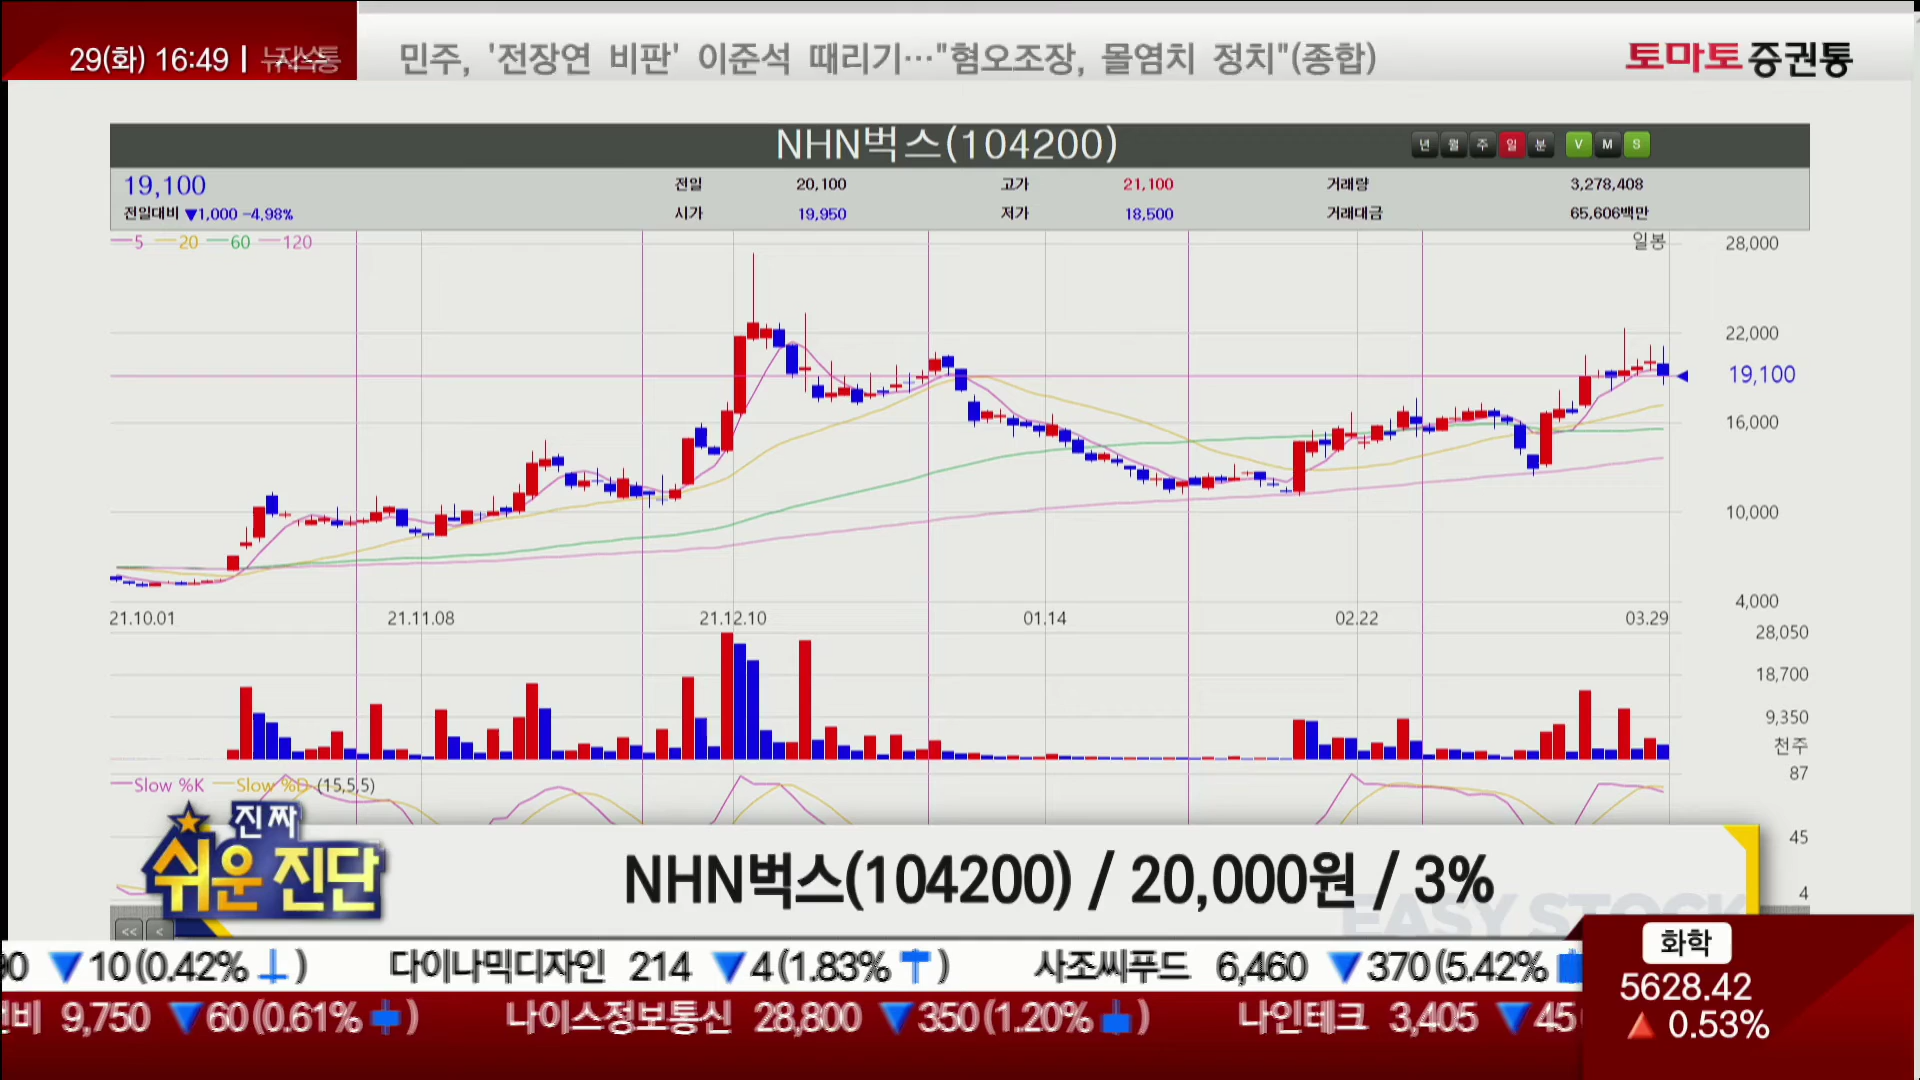 29(화) 16:49 |
민주, '전장연 비판' 이준석 때리기…"혐오조장, 몰염치 정치"(종합)
토마토증권통
NHN벅스(104200)
년 월 주 일 분 V M S
19,100 전일 20,100 고가 21,100 거래량 3,278,408
전일대비 ▼1,000 -4.98% 시가 19,950 저가 18,500 거래대금 65,606백만
5 20 60 120
일봉
28,000
22,000
19,100
16,000
10,000
4,000
21.10.01 21.11.08 21.12.10 01.14 02.22 03.29
28,050
18,700
9,350
천주
Slow %K Slow %D (15,5,5)
87
45
4
진짜
쉬운 진단
NHN벅스(104200) / 20,000원 / 3%
EASY STOCK
<< <
90 ▼10(0.42% ) 다이나믹디자인 214 ▼4(1.83% ) 사조씨푸드 6,460 ▼370(5.42%
비 9,750 ▼60(0.61% ) 나이스정보통신 28,800 ▼350(1.20% ) 나인테크 3,405 ▼45
화학
5628.42
▲ 0.53%